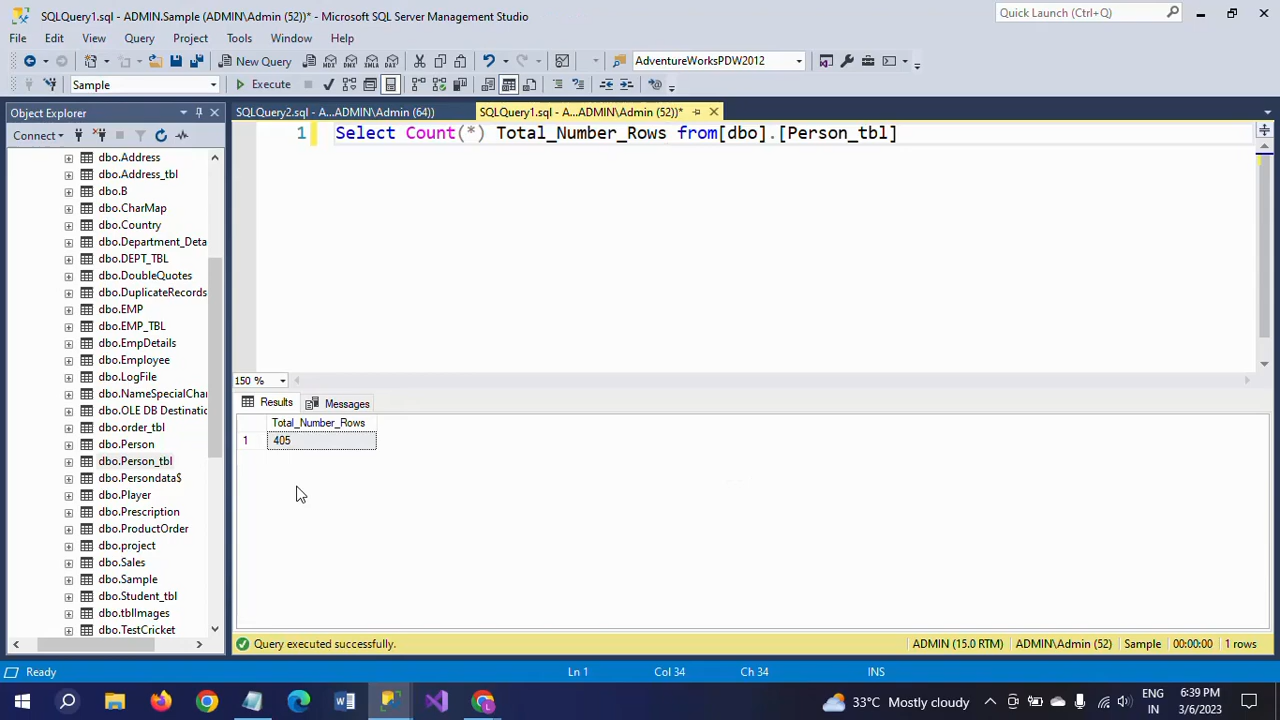 SQLQuery1.sql - ADMIN.Sample (ADMIN\Admin (52))* - Microsoft SQL Server Management Studio
Quick Launch (Ctrl+Q)
File Edit View Query Project Tools Window Help
New Query
MDX DMX XMLA DAX
AdventureWorksPDW2012
Sample
Execute
Object Explorer
SQLQuery2.sql - A...ADMIN\Admin (64))
SQLQuery1.sql - A...ADMIN\Admin (52))*
Connect
1 Select Count(*) Total_Number_Rows from[dbo].[Person_tbl]
dbo.Address
dbo.Address_tbl
dbo.B
dbo.CharMap
dbo.Country
dbo.Department_Deta
dbo.DEPT_TBL
dbo.DoubleQuotes
dbo.DuplicateRecords
dbo.EMP
dbo.EMP_TBL
dbo.EmpDetails
dbo.Employee
dbo.LogFile
dbo.NameSpecialChar
dbo.OLE DB Destinatio
dbo.order_tbl
dbo.Person
dbo.Person_tbl
dbo.Persondata$
dbo.Player
dbo.Prescription
dbo.ProductOrder
dbo.project
dbo.Sales
dbo.Sample
dbo.Student_tbl
dbo.tblImages
dbo.TestCricket
150 %
Results Messages
Total_Number_Rows
1 405
Query executed successfully.
ADMIN (15.0 RTM) ADMIN\Admin (52) Sample 00:00:00 1 rows
Ready Ln 1 Col 34 Ch 34 INS
33°C Mostly cloudy
ENG
IN
6:39 PM
3/6/2023